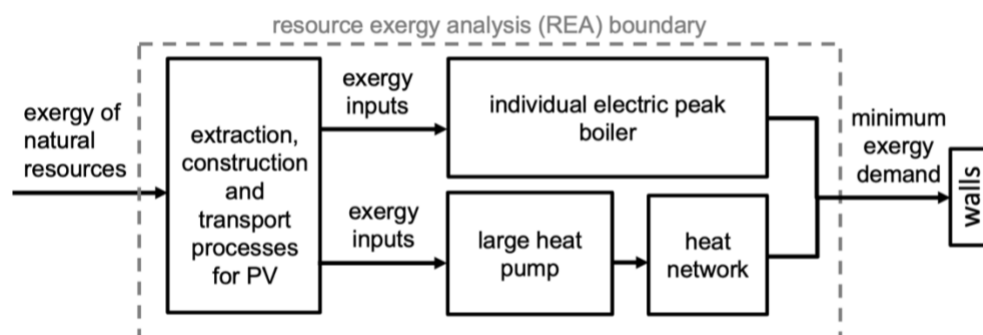 resource exergy analysis (REA) boundary
exergy of
natural
resources
extraction,
construction
and
transport
processes
for PV
exergy
inputs
individual electric peak
boiler
exergy
inputs
large heat
pump
heat
network
minimum
exergy
demand
walls